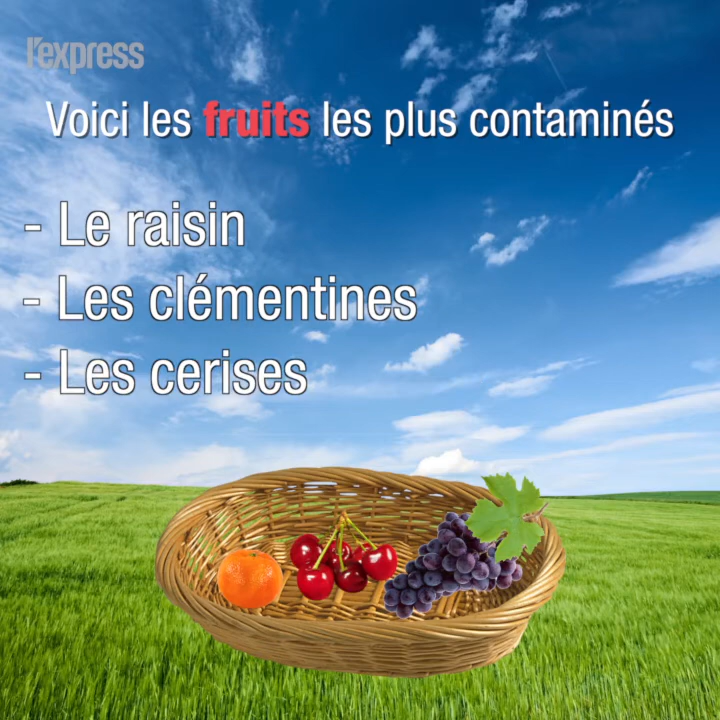 l'express
Voici les fruits les plus contaminés
- Le raisin
- Les clémentines
- Les cerises